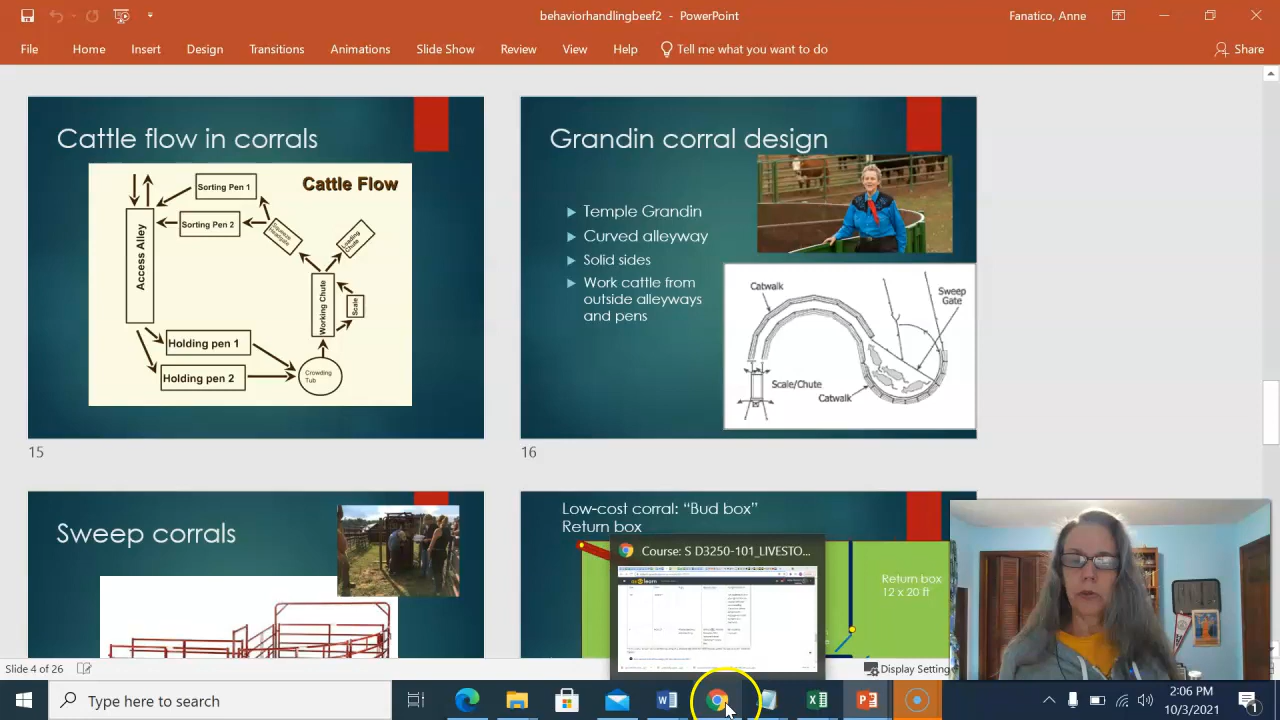 behaviorhandlingbeef2 - PowerPoint
Fanatico, Anne
File Home Insert Design Transitions Animations Slide Show Review View Help Tell me what you want to do Share
Cattle flow in corrals
Cattle Flow
Sorting Pen 1
Sorting Pen 2
Access Alley
Loading Chute
Working Chute
Scale
Holding pen 1
Holding pen 2
Crowding
Tub
15
Grandin corral design
Temple Grandin
Curved alleyway
Solid sides
Work cattle from
outside alleyways
and pens
Catwalk
Sweep
Gate
Scale/Chute
Catwalk
16
Sweep corrals
Low-cost corral: “Bud box”
Return box
Return box
12 x 20 ft
Course: S D3250-101_LIVESTO...
Slide 4 of 26
Display Setting
Type here to search
2:06 PM
10/3/2021